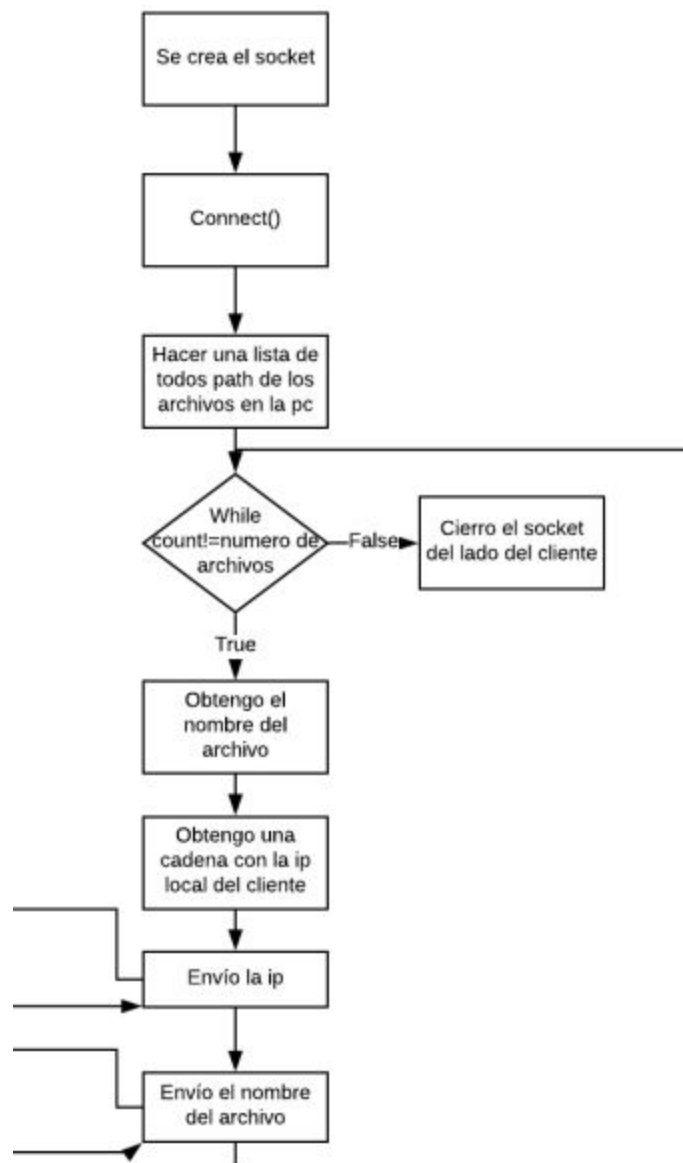 Se crea el socket
Connect()
Hacer una lista de
todos path de los
archivos en la pc
While
count!=numero de
archivos
False
Cierro el socket
del lado del cliente
True
Obtengo el
nombre del
archivo
Obtengo una
cadena con la ip
local del cliente
Envío la ip
Envío el nombre
del archivo